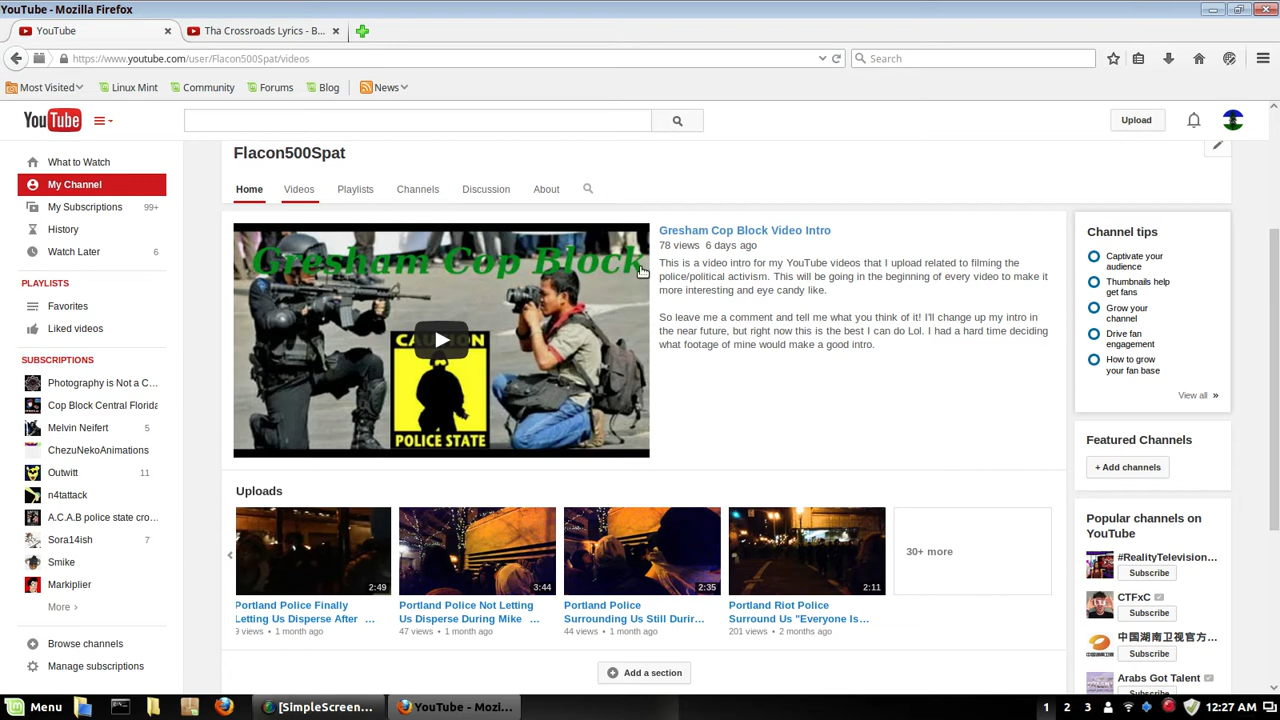 YouTube - Mozilla Firefox
YouTube
Tha Crossroads Lyrics - B...
https://www.youtube.com/user/Flacon500Spat/videos
Search
Most Visited
Linux Mint
Community
Forums
Blog
News
YouTube
Upload
What to Watch
My Channel
My Subscriptions 99+
History
Watch Later 6
PLAYLISTS
Favorites
Liked videos
SUBSCRIPTIONS
Photography is Not a C...
Cop Block Central Florida
Melvin Neifert 5
ChezuNekoAnimations
Outwitt 11
n4tattack
A.C.A.B police state cro...
Sora14ish 7
Smike
Markiplier
More ›
Browse channels
Manage subscriptions
Flacon500Spat
Home
Videos
Playlists
Channels
Discussion
About
Gresham Cop Block
CAUTION
POLICE STATE
Gresham Cop Block Video Intro
78 views 6 days ago
This is a video intro for my YouTube videos that I upload related to filming the
police/political activism. This will be going in the beginning of every video to make it
more interesting and eye candy like.
So leave me a comment and tell me what you think of it! I'll change up my intro in
the near future, but right now this is the best I can do Lol. I had a hard time deciding
what footage of mine would make a good intro.
Uploads
2:49
3:44
2:35
2:11
30+ more
Portland Police Finally
Letting Us Disperse After ...
9 views • 1 month ago
Portland Police Not Letting
Us Disperse During Mike ...
47 views • 1 month ago
Portland Police
Surrounding Us Still Durir...
44 views • 1 month ago
Portland Riot Police
Surround Us "Everyone Is...
201 views • 2 months ago
Add a section
Channel tips
Captivate your
audience
Thumbnails help
get fans
Grow your
channel
Drive fan
engagement
How to grow
your fan base
View all »
Featured Channels
+ Add channels
Popular channels on
YouTube
#RealityTelevision...
Subscribe
CTFxC
Subscribe
中国湖南卫视官方...
Subscribe
Arabs Got Talent
Subscribe
Menu
[SimpleScreen...
YouTube - Mozi...
1 2 3 4
12:27 AM